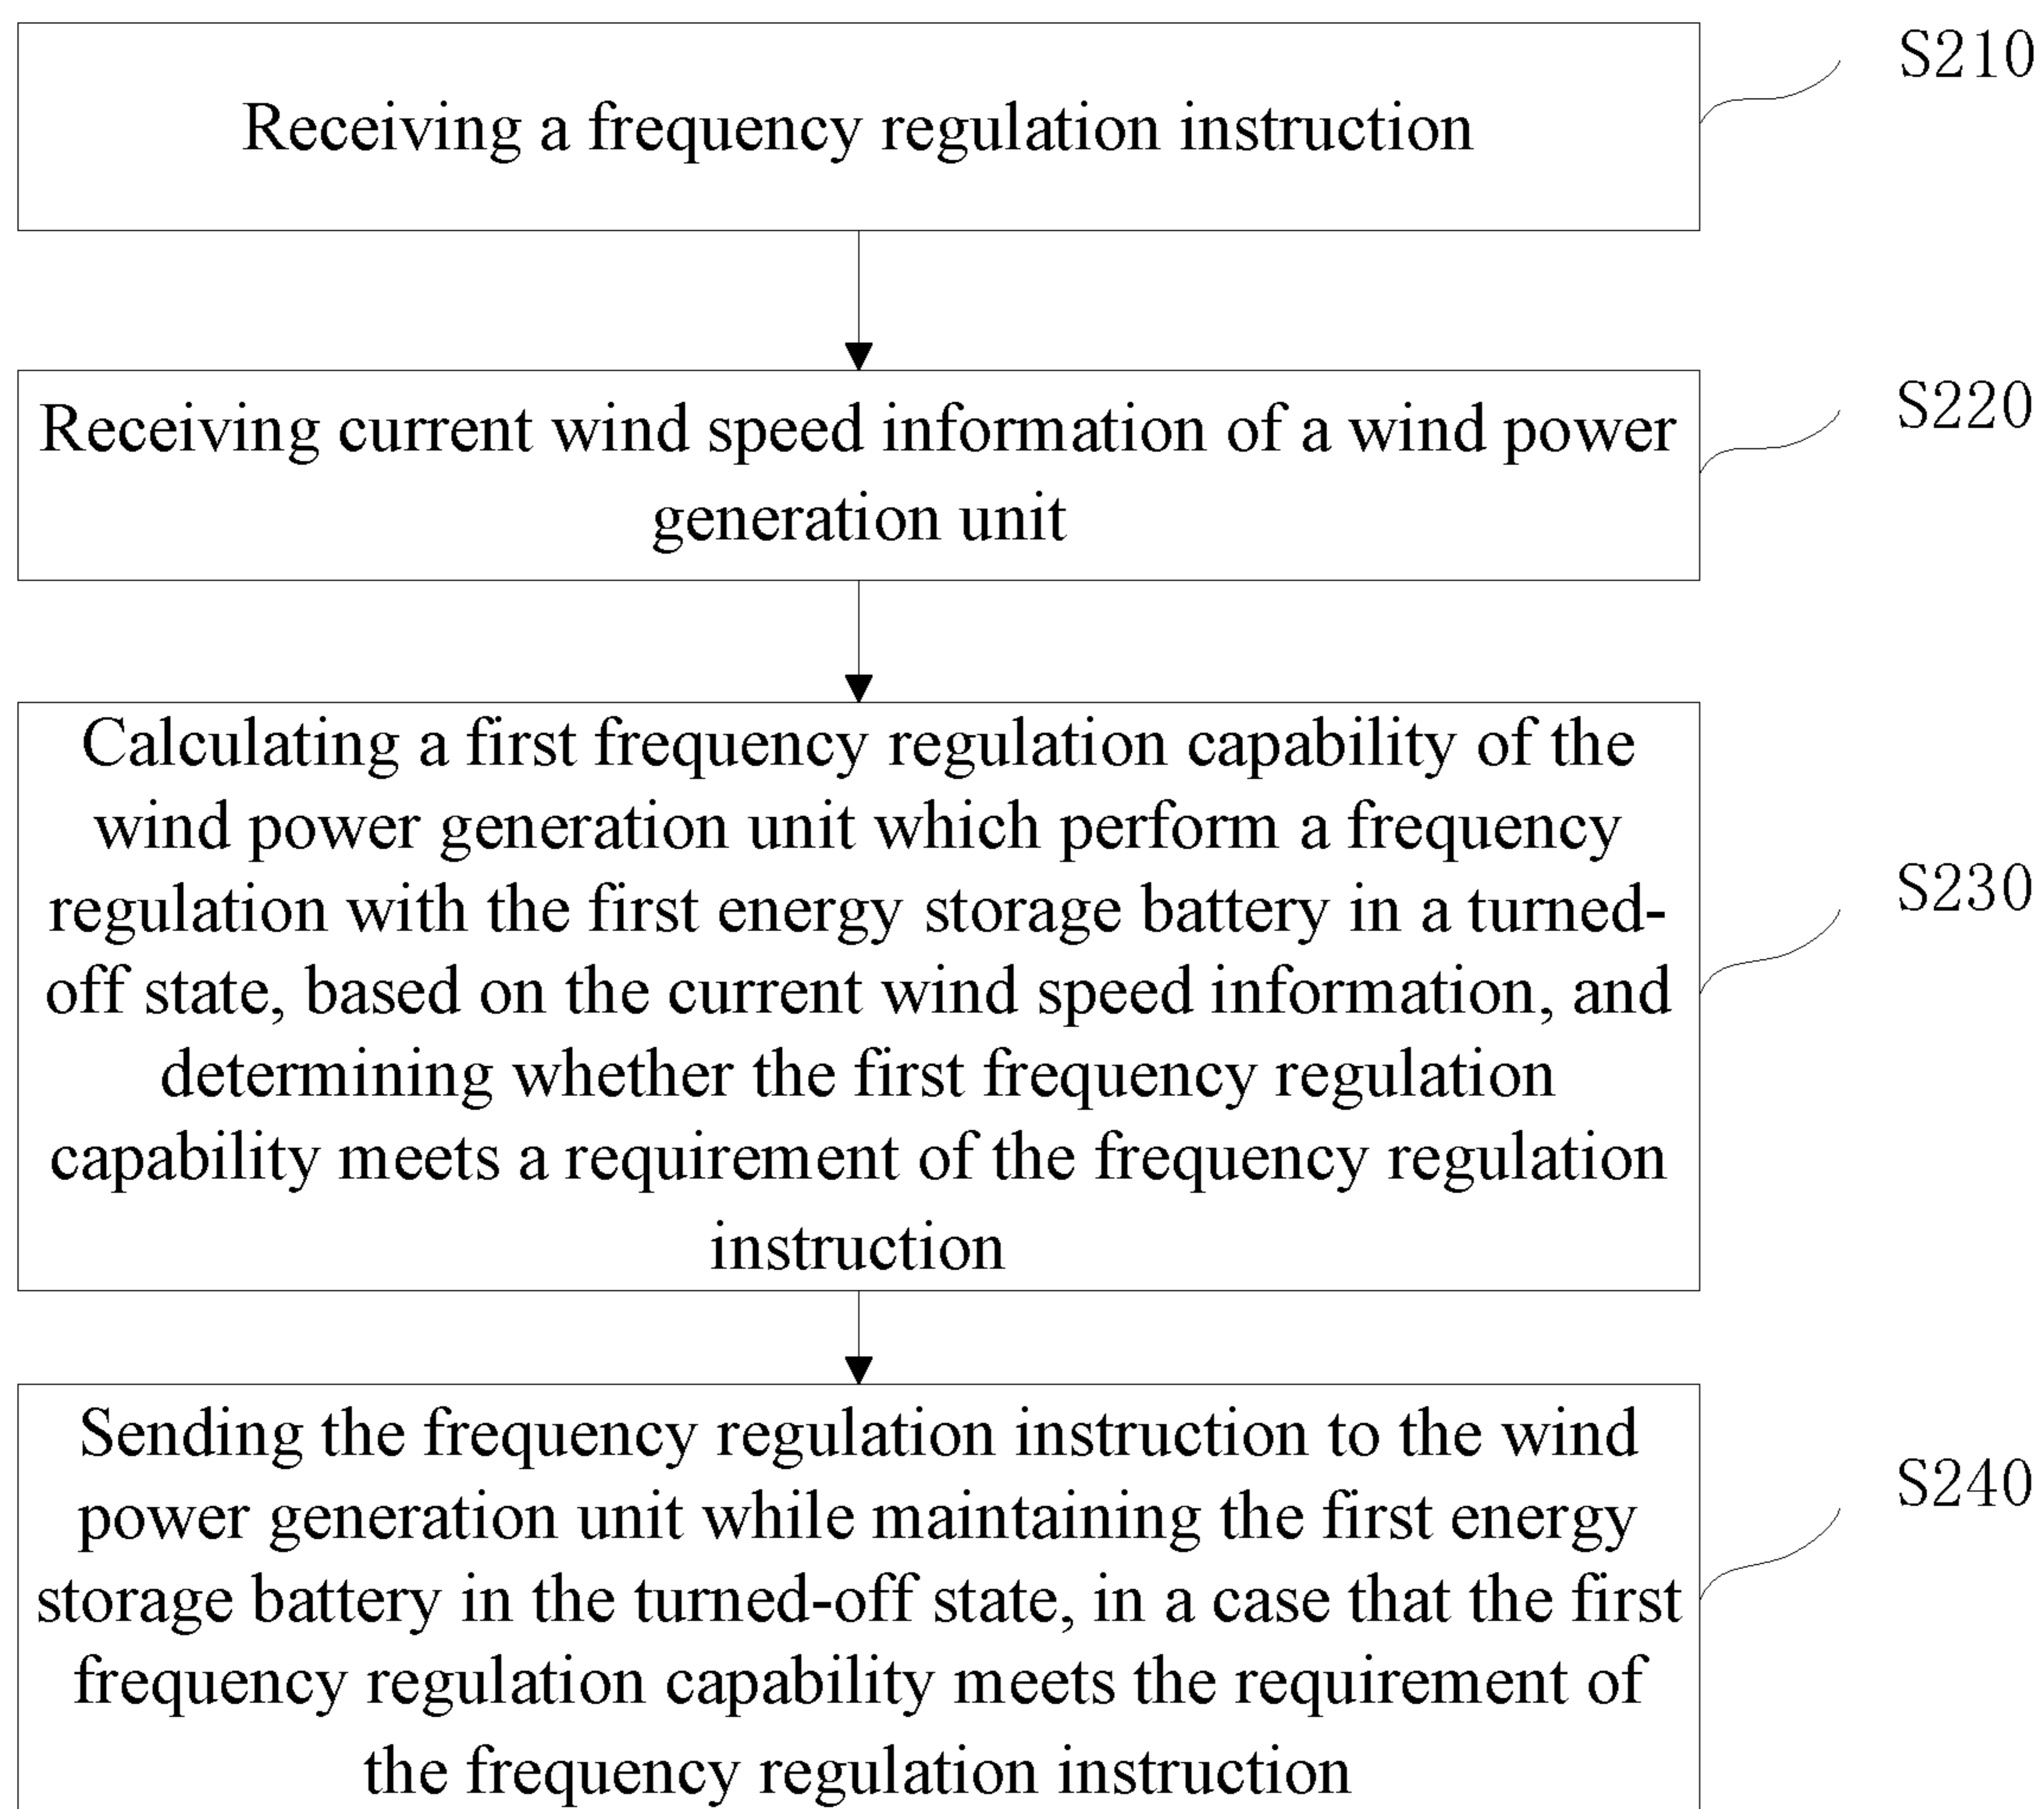 Receiving a frequency regulation instruction
S210
Receiving current wind speed information of a wind power
generation unit
S220
Calculating a first frequency regulation capability of the
wind power generation unit which perform a frequency
regulation with the first energy storage battery in a turned-
off state, based on the current wind speed information, and
determining whether the first frequency regulation
capability meets a requirement of the frequency regulation
instruction
S230
Sending the frequency regulation instruction to the wind
power generation unit while maintaining the first energy
storage battery in the turned-off state, in a case that the first
frequency regulation capability meets the requirement of
the frequency regulation instruction
S240